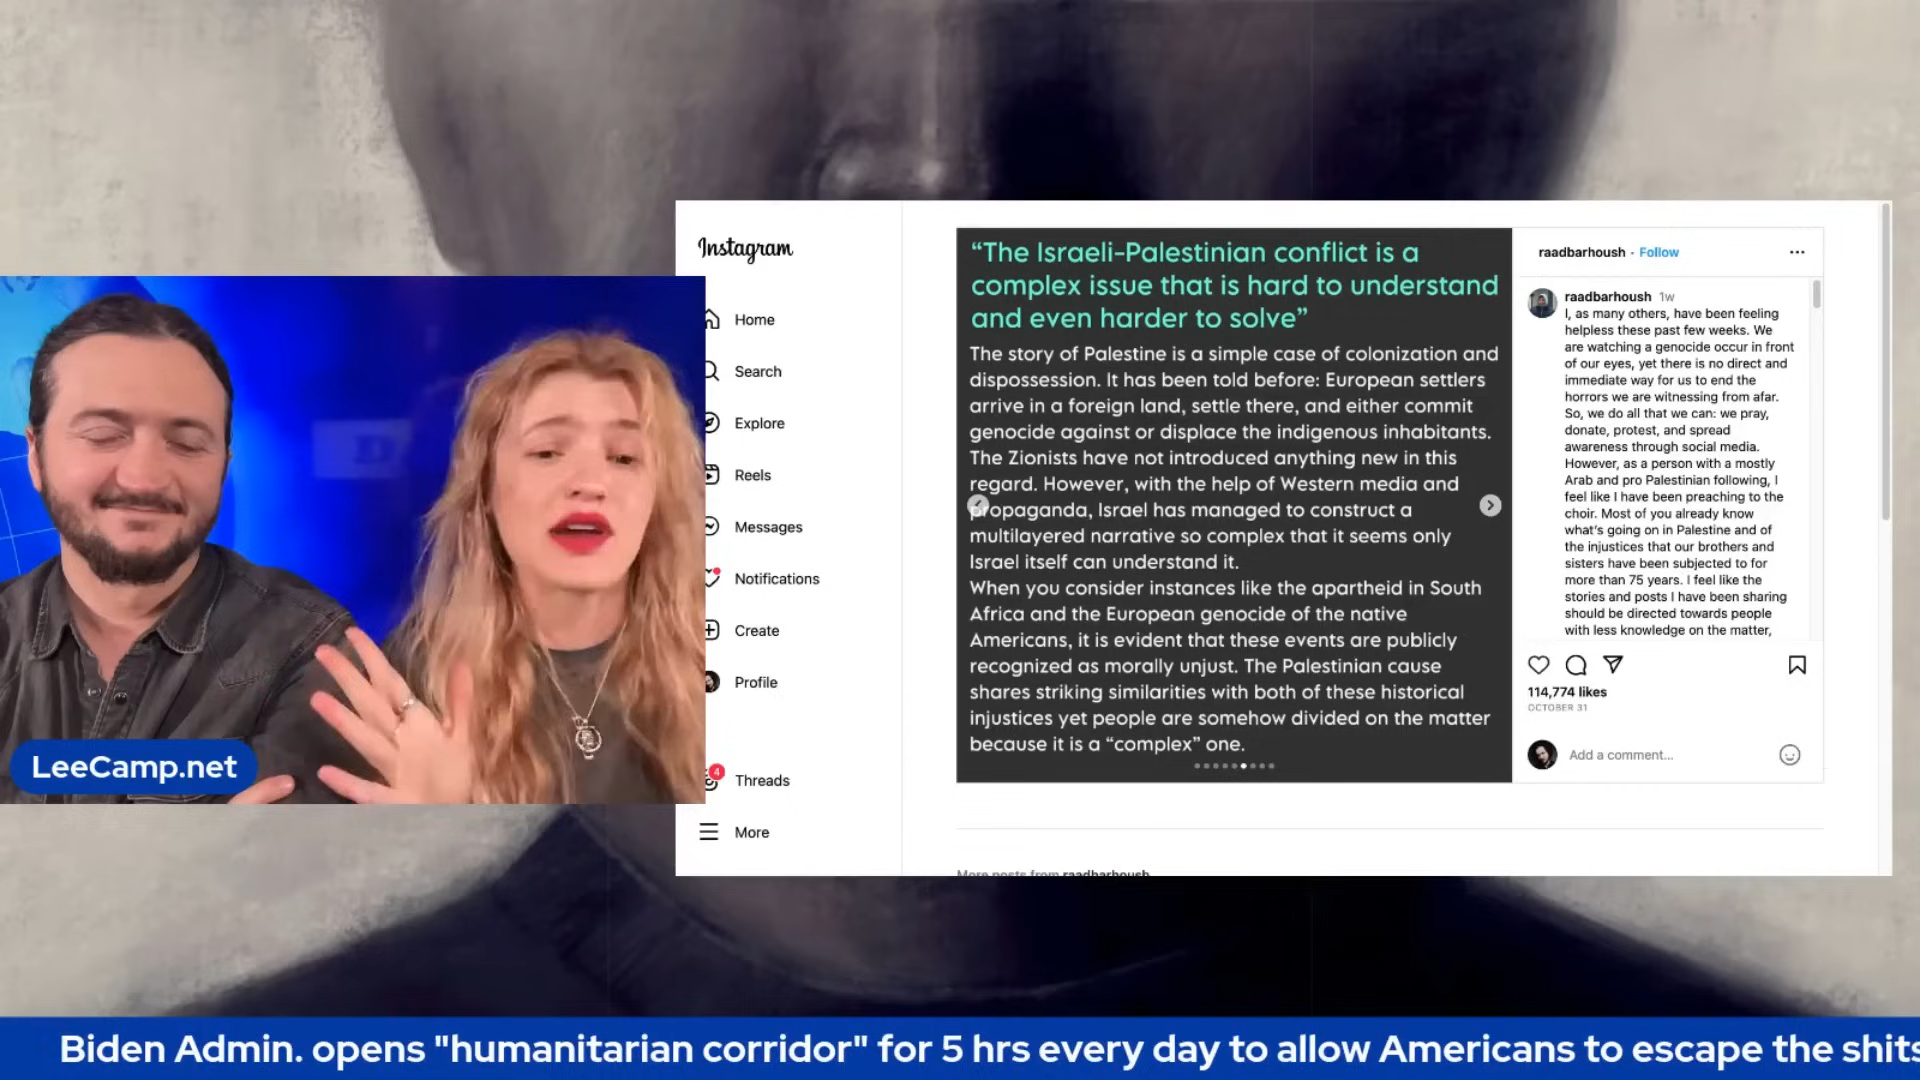 Instagram
Home
Search
Explore
Reels
Messages
Notifications
Create
Profile
4
Threads
More
“The Israeli-Palestinian conflict is a
complex issue that is hard to understand
and even harder to solve”
The story of Palestine is a simple case of colonization and
dispossession. It has been told before: European settlers
arrive in a foreign land, settle there, and either commit
genocide against or displace the indigenous inhabitants.
The Zionists have not introduced anything new in this
regard. However, with the help of Western media and
propaganda, Israel has managed to construct a
multilayered narrative so complex that it seems only
Israel itself can understand it.
When you consider instances like the apartheid in South
Africa and the European genocide of the native
Americans, it is evident that these events are publicly
recognized as morally unjust. The Palestinian cause
shares striking similarities with both of these historical
injustices yet people are somehow divided on the matter
because it is a “complex” one.
raadbarhoush · Follow
raadbarhoush 1w
I, as many others, have been feeling
helpless these past few weeks. We
are watching a genocide occur in front
of our eyes, yet there is no direct and
immediate way for us to end the
horrors we are witnessing from afar.
So, we do all that we can: we pray,
donate, protest, and spread
awareness through social media.
However, as a person with a mostly
Arab and pro Palestinian following, I
feel like I have been preaching to the
choir. Most of you already know
what's going on in Palestine and of
the injustices that our brothers and
sisters have been subjected to for
more than 75 years. I feel like the
stories and posts I have been sharing
should be directed towards people
with less knowledge on the matter,
114,774 likes
OCTOBER 31
Add a comment...
More posts from raadbarhoush
LeeCamp.net
Biden Admin. opens "humanitarian corridor" for 5 hrs every day to allow Americans to escape the shits